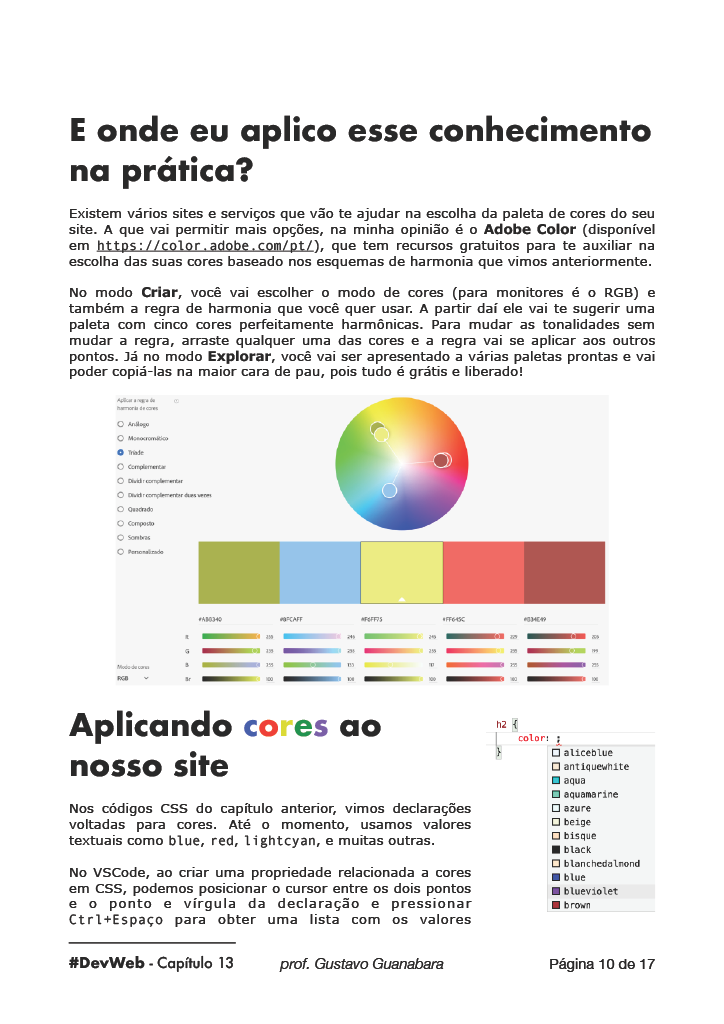 E onde eu aplico esse conhecimento
na prática?
Existem vários sites e serviços que vão te ajudar na escolha da paleta de cores do seu
site. A que vai permitir mais opções, na minha opinião é o Adobe Color (disponível
em https://color.adobe.com/pt/), que tem recursos gratuitos para te auxiliar na
escolha das suas cores baseado nos esquemas de harmonia que vimos anteriormente.
No modo Criar, você vai escolher o modo de cores (para monitores é o RGB) e
também a regra de harmonia que você quer usar. A partir daí ele vai te sugerir uma
paleta com cinco cores perfeitamente harmônicas. Para mudar as tonalidades sem
mudar a regra, arraste qualquer uma das cores e a regra vai se aplicar aos outros
pontos. Já no modo Explorar, você vai ser apresentado a várias paletas prontas e vai
poder copiá-las na maior cara de pau, pois tudo é grátis e liberado!
Aplicar a regra de
harmonia de cores
Análogo
Monocromático
Tríade
Complementar
Dividir complementar
Dividir complementar duas vezes
Quadrado
Composto
Sombras
Personalizado
#8FCAFF #F6FF75 #FF645C
R
G
B
Modo de cores
RGB Br 100 100 100 100 100
Aplicando cores ao
nosso site
Nos códigos CSS do capítulo anterior, vimos declarações
voltadas para cores. Até o momento, usamos valores
textuais como blue, red, lightcyan, e muitas outras.
No VSCode, ao criar uma propriedade relacionada a cores
em CSS, podemos posicionar o cursor entre os dois pontos
e o ponto e vírgula da declaração e pressionar
Ctrl+Espaço para obter uma lista com os valores
h2 {
color: ;
}
aliceblue
antiquewhite
aqua
aquamarine
azure
beige
bisque
black
blanchedalmond
blue
blueviolet
brown
#DevWeb - Capítulo 13 prof. Gustavo Guanabara Página 10 de 17